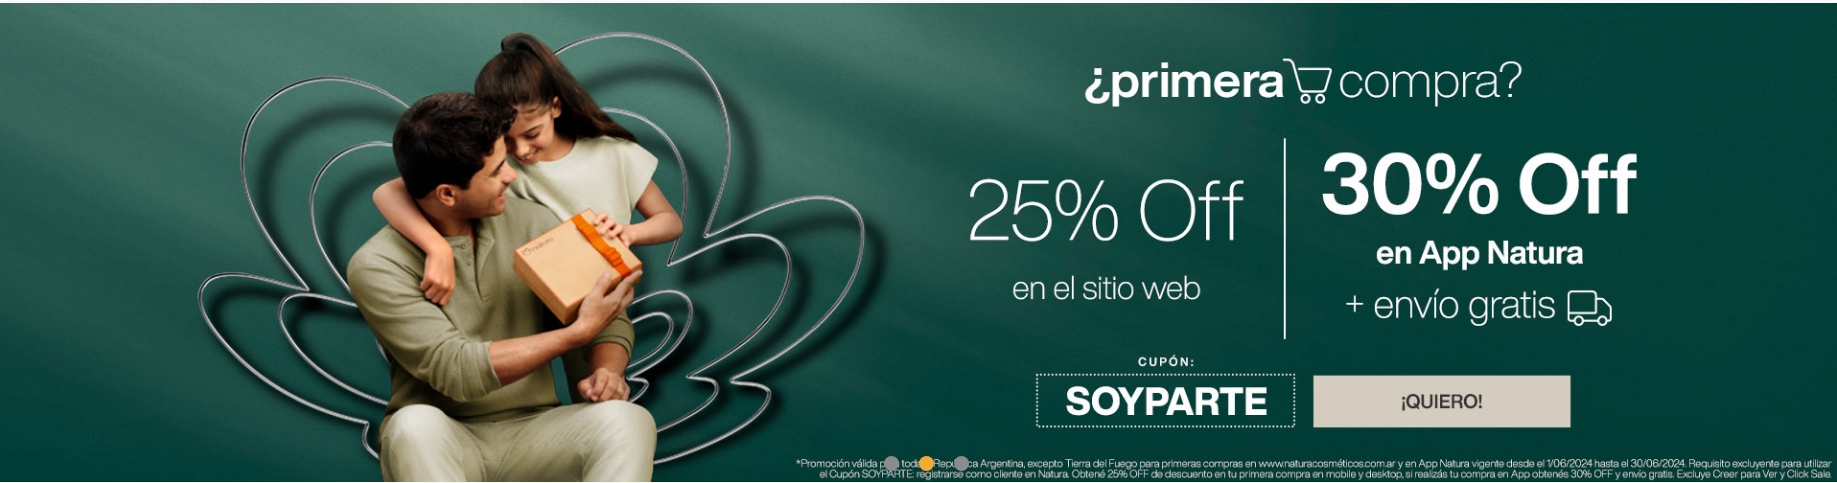 ¿primera compra?
25% Off
en el sitio web
30% Off
en App Natura
+ envío gratis
CUPÓN:
SOYPARTE
¡QUIERO!
natura
*Promoción válida toda Argentina, excepto Tierra del Fuego para primeras compras en www.naturacosméticos.com.ar y en App Natura vigente desde el 1/06/2024 hasta el 30/06/2024. Requisito excluyente para utilizar
el Cupón SOYPARTE: registrarse como cliente en Natura. Obtené 25% OFF de descuento en tu primera compra en mobile y desktop, si realizás tu compra en App obtenés 30% OFF y envío gratis. Excluye Creer para Ver y Click Sale.